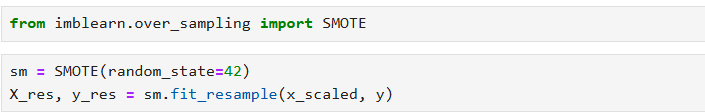 from imblearn.over_sampling import SMOTE
sm = SMOTE(random_state=42)
X_res, y_res = sm.fit_resample(x_scaled, y)